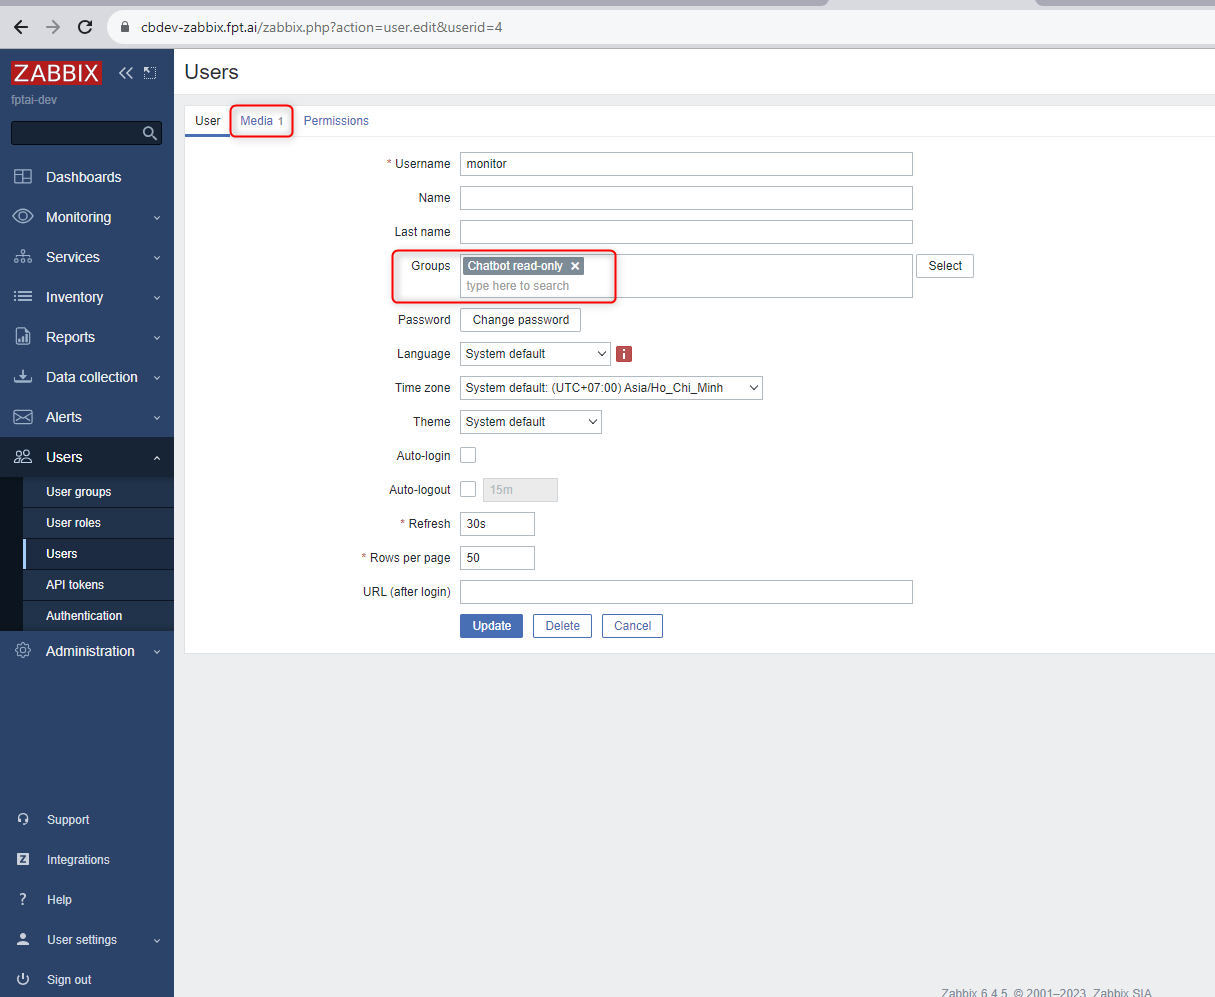 cbdev-zabbix.fpt.ai/zabbix.php?action=user.edit&userid=4
ZABBIX
fptai-dev
Dashboards
Monitoring
Services
Inventory
Reports
Data collection
Alerts
Users
User groups
User roles
Users
API tokens
Authentication
Administration
Support
Z Integrations
? Help
User settings
Sign out
Users
User Media 1 Permissions
* Username monitor
Name
Last name
Groups Chatbot read-only × Select
type here to search
Password Change password
Language System default i
Time zone System default: (UTC+07:00) Asia/Ho_Chi_Minh
Theme System default
Auto-login
Auto-logout 15m
* Refresh 30s
* Rows per page 50
URL (after login)
Update Delete Cancel
Zabbix 6.4.5. © 2001–2023, Zabbix SIA